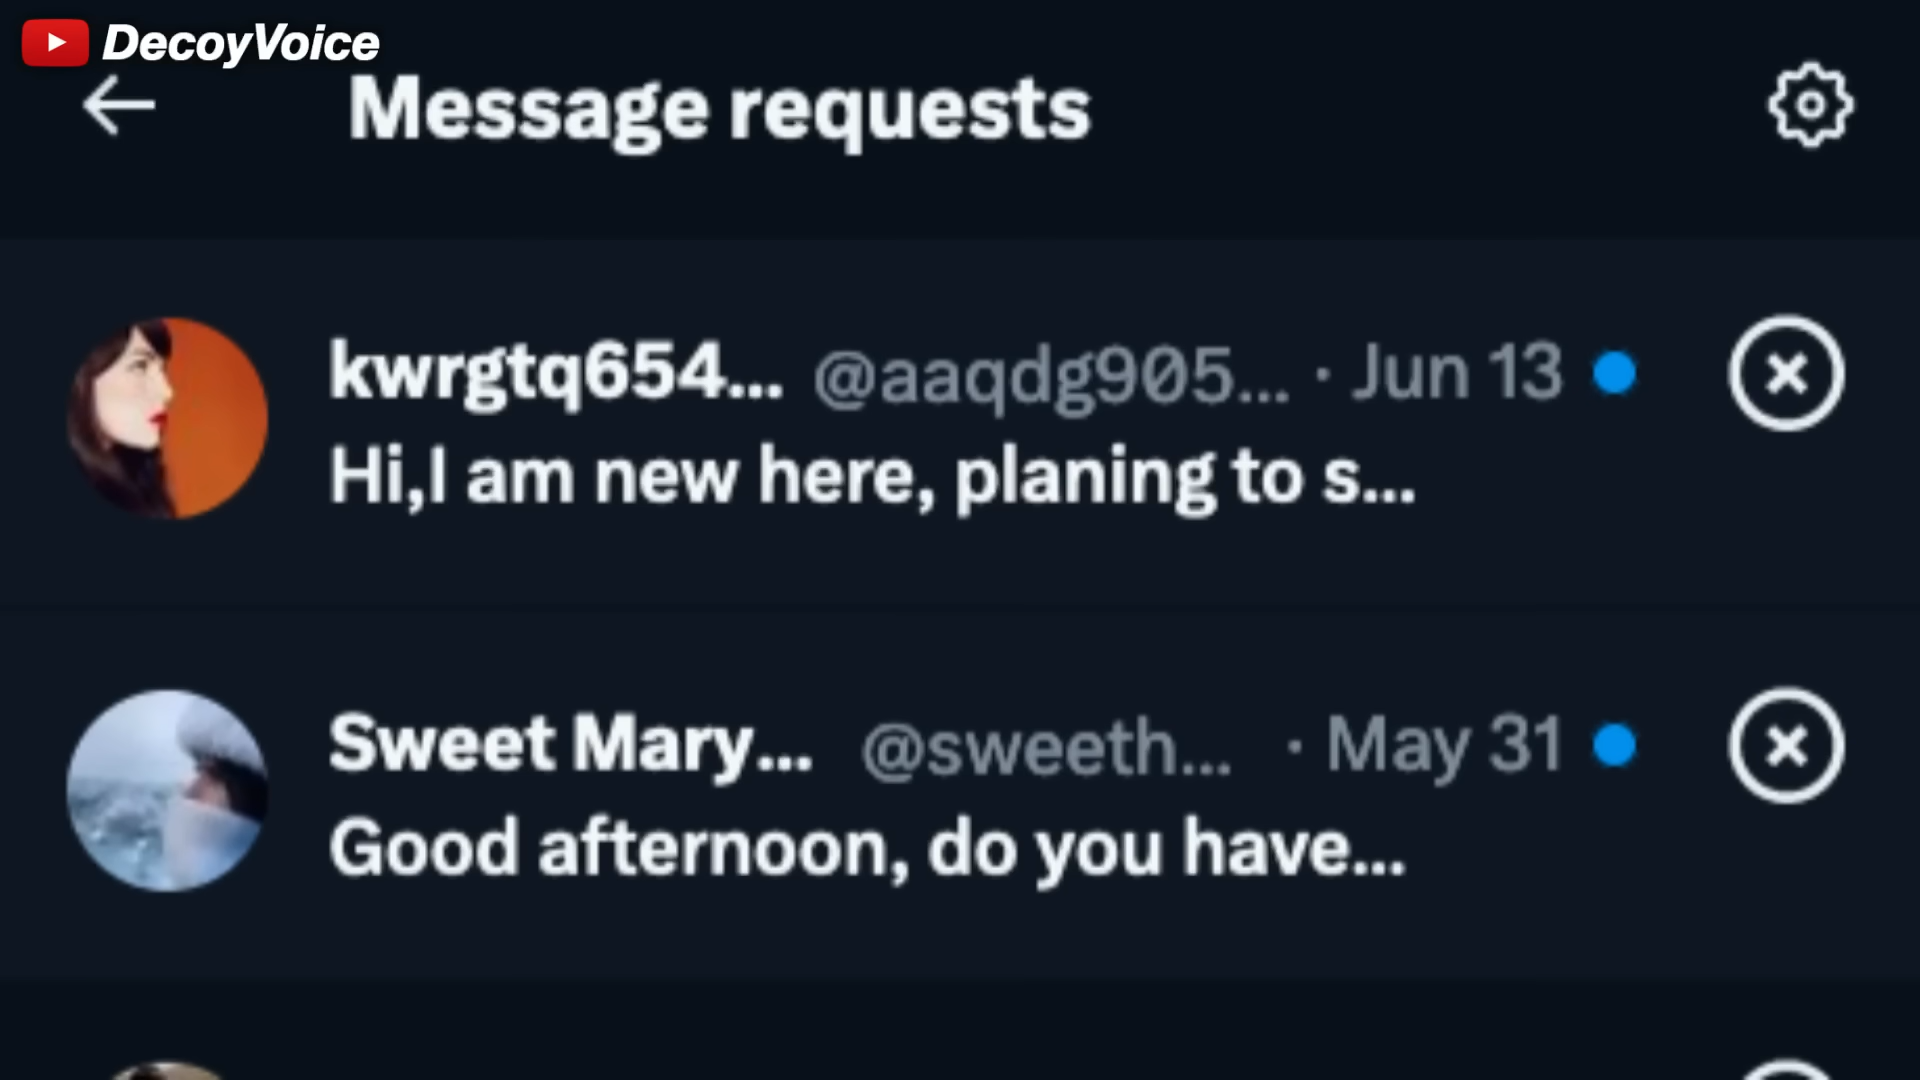 DecoyVoice
Message requests
kwrgtq654... @aaqdg905... · Jun 13
Hi,I am new here, planing to s...
Sweet Mary... @sweeth... · May 31
Good afternoon, do you have...